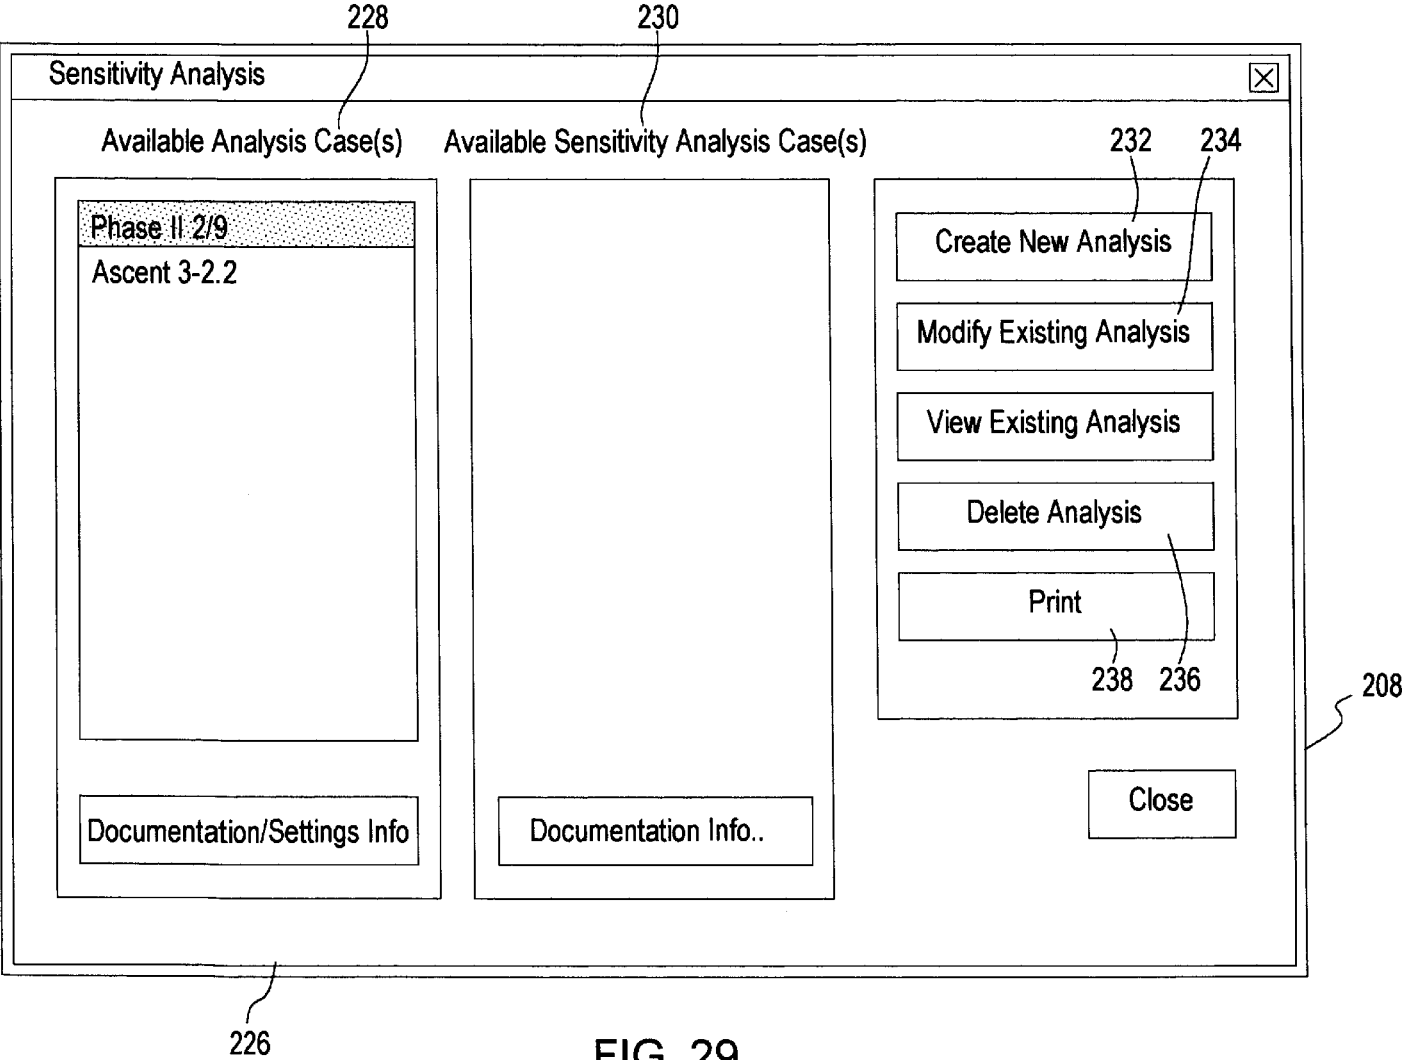 228 230
Sensitivity Analysis
Available Analysis Case(s) Available Sensitivity Analysis Case(s)
232 234
Phase II 2/9
Ascent 3-2.2
Create New Analysis
Modify Existing Analysis
View Existing Analysis
Delete Analysis
Print
238 236
208
Close
Documentation/Settings Info
Documentation Info..
226
FIG. 29